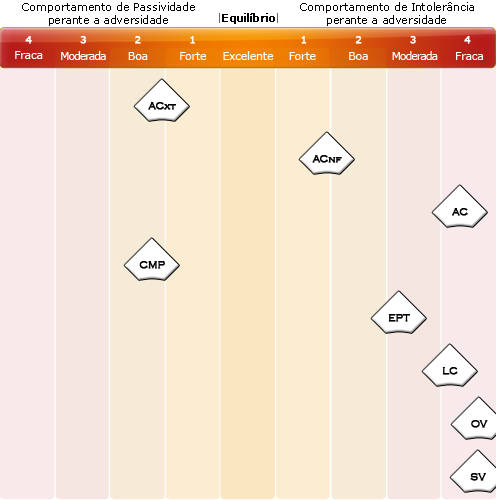 Comportamento de Passividade
perante a adversidade
|Equilíbrio|
Comportamento de Intolerância
perante a adversidade
4 3 2 1 1 2 3 4
Fraca Moderada Boa Forte Excelente Forte Boa Moderada Fraca
ACXT
ACNF
AC
CMP
EPT
LC
OV
SV